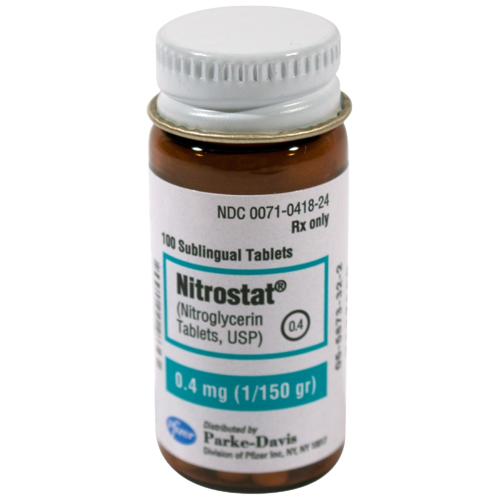 NDC 0071-0418-24
Rx only
100 Sublingual Tablets
Nitrostat®
(Nitroglycerin
Tablets, USP)
0.4
0.4 mg (1/150 gr)
Pfizer
Distributed by
Parke-Davis
Division of Pfizer Inc, NY, NY 10017